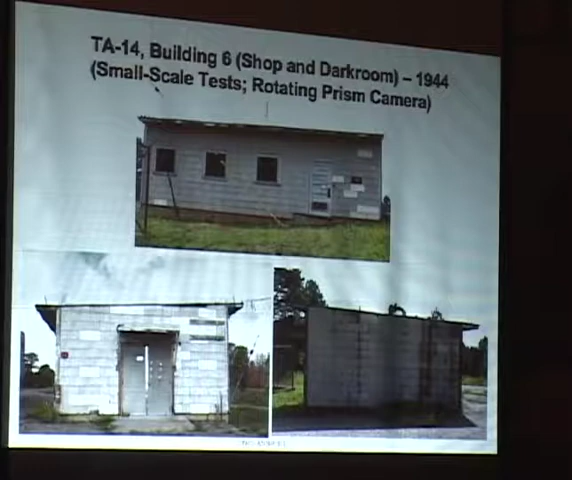 TA-14, Building 6 (Shop and Darkroom) – 1944
(Small-Scale Tests; Rotating Prism Camera)